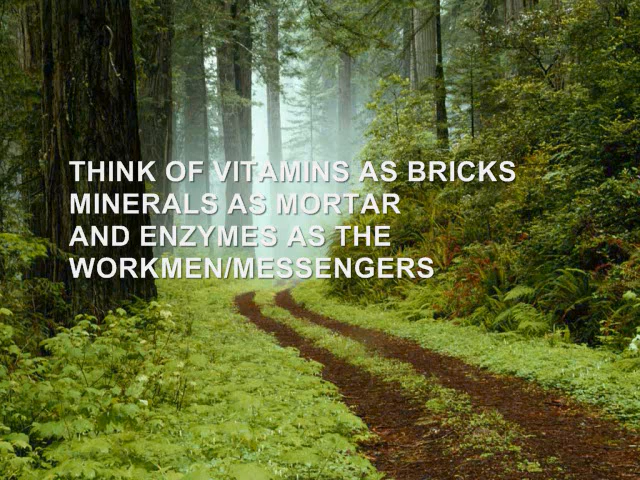 THINK OF VITAMINS AS BRICKS
MINERALS AS MORTAR
AND ENZYMES AS THE
WORKMEN/MESSENGERS